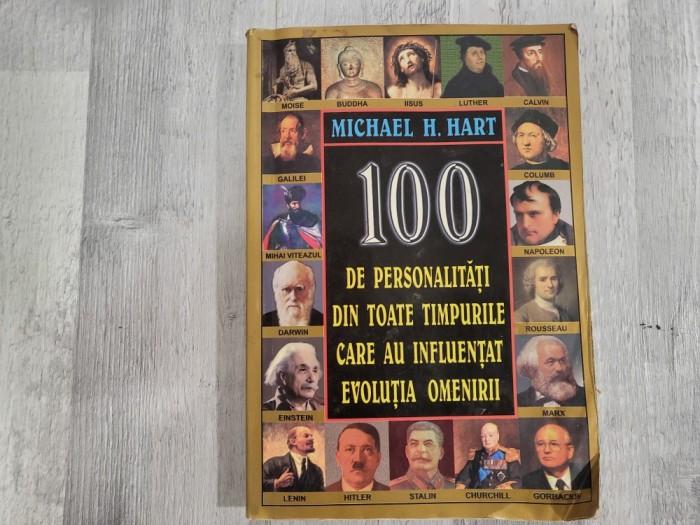 MOISE BUDDHA IISUS LUTHER CALVIN
MICHAEL H. HART
GALILEI
COLUMB
100
MIHAI VITEAZUL
NAPOLEON
DE PERSONALITĂȚI
DIN TOATE TIMPURILE
CARE AU INFLUENȚAT
EVOLUȚIA OMENIRII
DARWIN
ROUSSEAU
EINSTEIN
MARX
LENIN HITLER STALIN CHURCHILL GORBACIOV